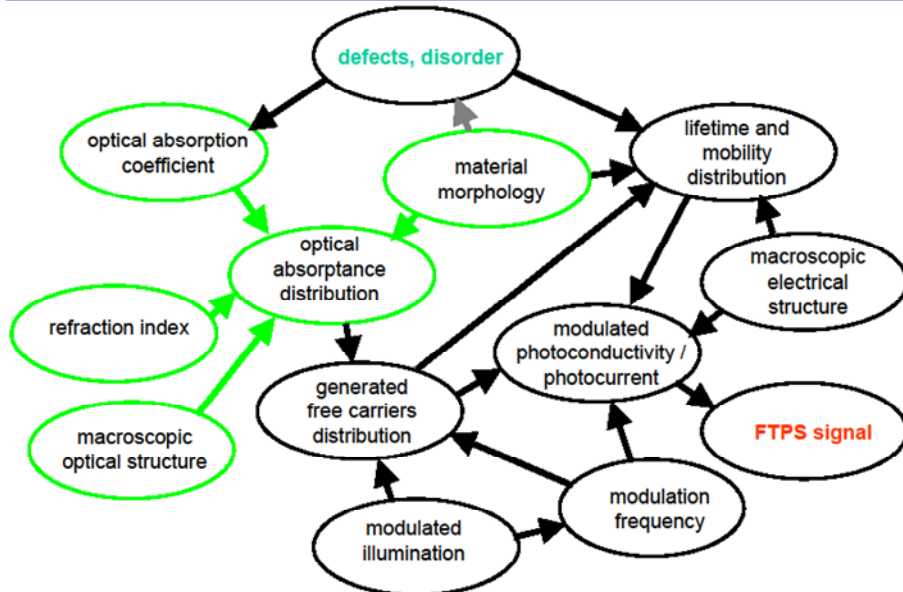 defects, disorder
optical absorption
coefficient
material
morphology
lifetime and
mobility
distribution
optical
absorptance
distribution
macroscopic
electrical
structure
refraction index
modulated
photoconductivity /
photocurrent
generated
free carriers
distribution
macroscopic
optical structure
FTPS signal
modulation
frequency
modulated
illumination